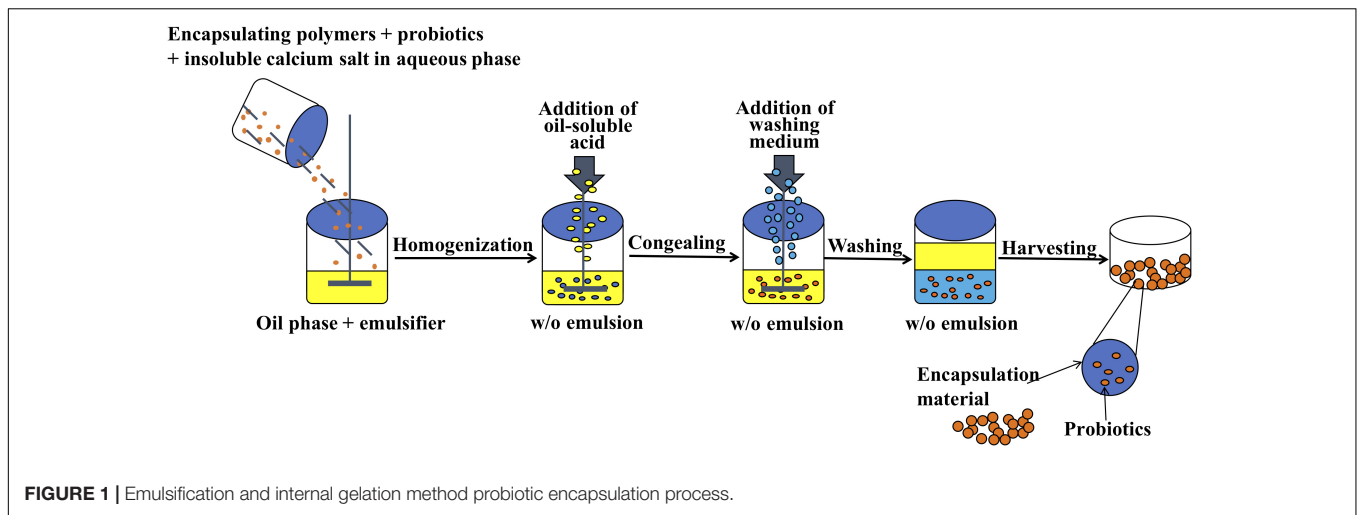 Encapsulating polymers + probiotics
+ insoluble calcium salt in aqueous phase
Addition of
oil-soluble
acid
Addition of
washing
medium
Homogenization
Congealing
Washing
Harvesting
Oil phase + emulsifier
w/o emulsion
w/o emulsion
w/o emulsion
Encapsulation
material
Probiotics
FIGURE 1 | Emulsification and internal gelation method probiotic encapsulation process.